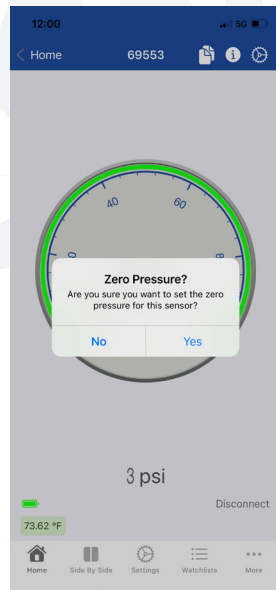 12:00
5G
Home
69553
40
60
Zero Pressure?
Are you sure you want to set the zero
pressure for this sensor?
No
Yes
3 psi
Disconnect
73.62 °F
Home
Side By Side
Settings
Watchlists
More